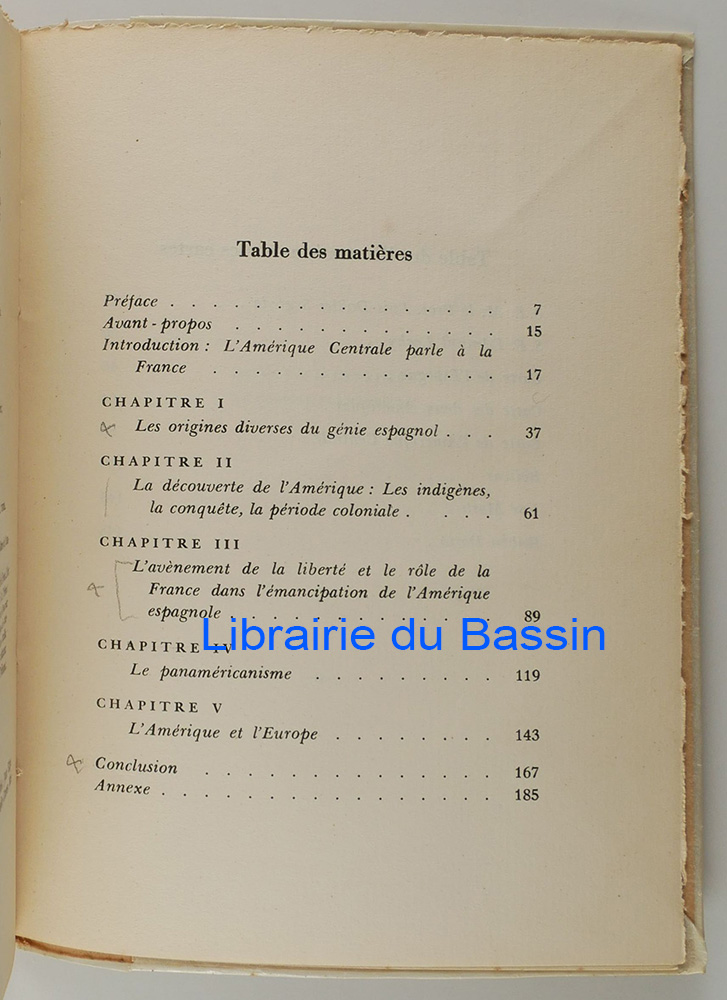 Table des matières
Préface . . . . . . . . . . . . 7
Avant-propos . . . . . . . . . . 15
Introduction : L'Amérique Centrale parle à la
France . . . . . . . . . . . 17
CHAPITRE I
Les origines diverses du génie espagnol . . . 37
CHAPITRE II
La découverte de l'Amérique : Les indigènes,
la conquête, la période coloniale . . . . 61
CHAPITRE III
L'avènement de la liberté et le rôle de la
France dans l'émancipation de l'Amérique
espagnole . . . . . . . . . . 89
Librairie du Bassin
CHAPITRE IV
Le panaméricanisme . . . . . . . 119
CHAPITRE V
L'Amérique et l'Europe . . . . . . 143
Conclusion . . . . . . . . . . . 167
Annexe . . . . . . . . . . . . 185